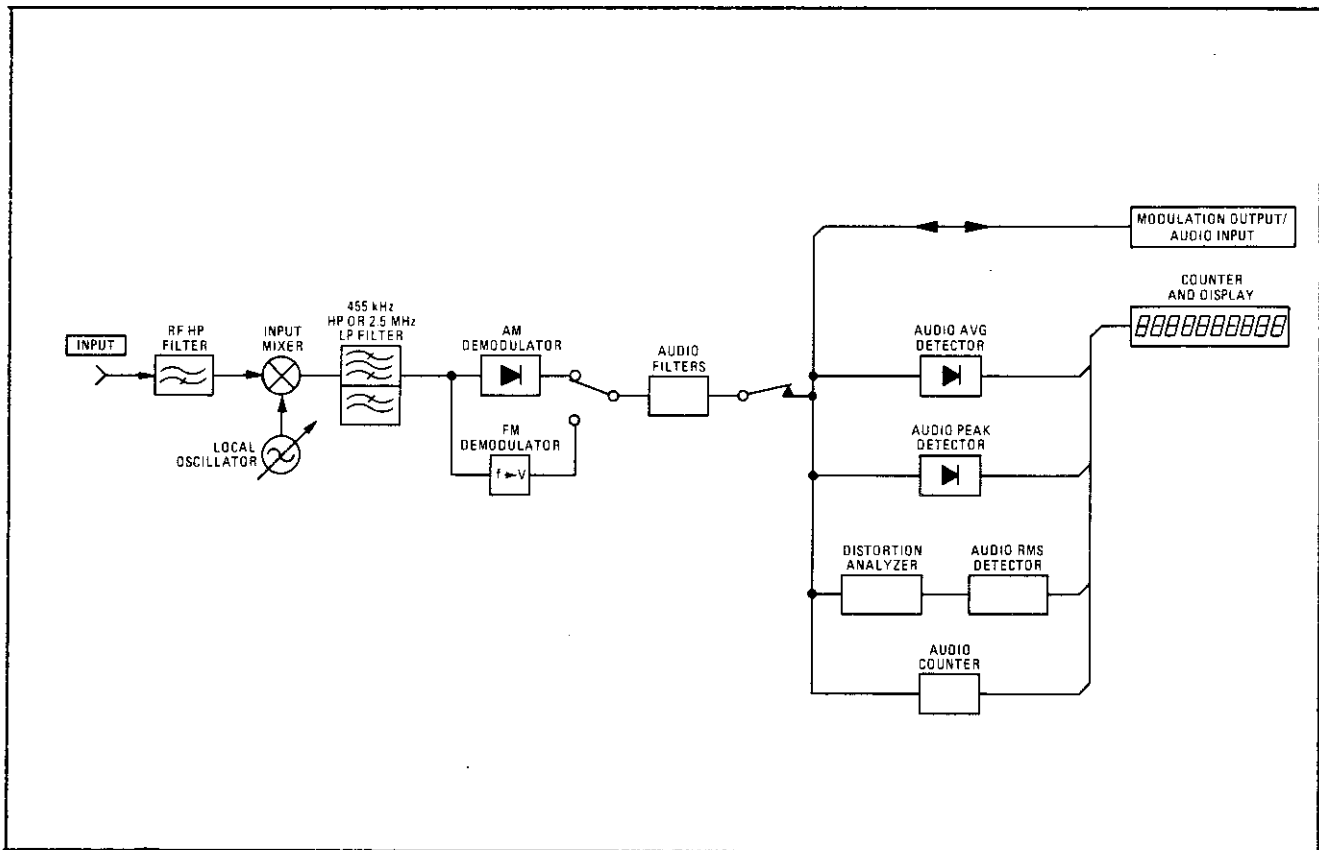 MODULATION OUTPUT/
AUDIO INPUT
COUNTER
AND DISPLAY
8888888888
INPUT
RF HP
FILTER
INPUT
MIXER
455 kHz
HP OR 2.5 MHz
LP FILTER
AM
DEMODULATOR
AUDIO
FILTERS
AUDIO AVG
DETECTOR
LOCAL
OSCILLATOR
FM
DEMODULATOR
f V
AUDIO PEAK
DETECTOR
DISTORTION
ANALYZER
AUDIO RMS
DETECTOR
AUDIO
COUNTER